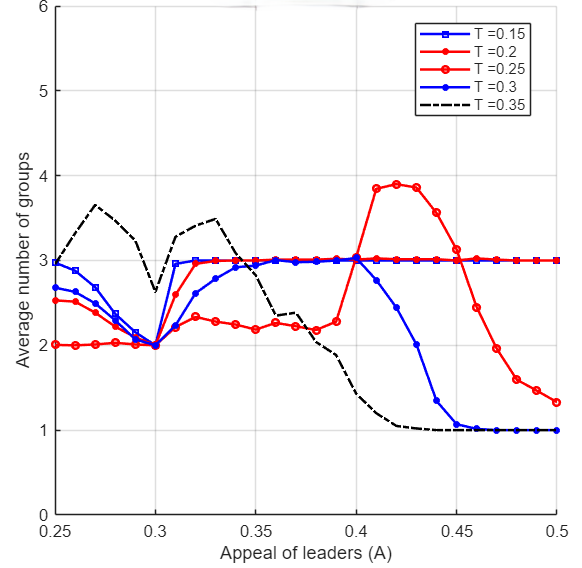 6
5
4
3
2
1
0
Average number of groups
T =0.15
T =0.2
T =0.25
T =0.3
T =0.35
0.25 0.3 0.35 0.4 0.45 0.5
Appeal of leaders (A)